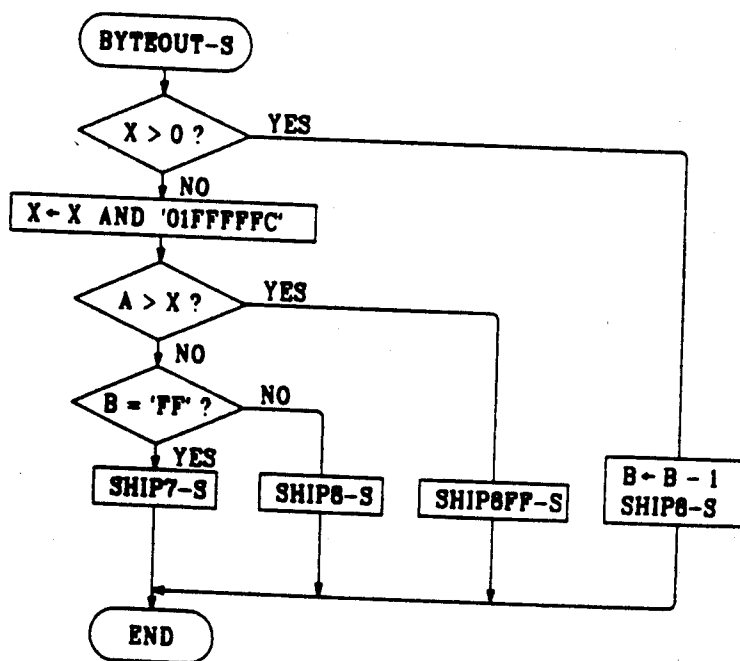 BYTEOUT-S
X > 0 ?
YES
NO
X ← X AND '01FFFFFC'
A > X ?
YES
NO
B = 'FF' ?
NO
YES
SHIP7-S
SHIP8-S
SHIP8FF-S
B ← B - 1
SHIP8-S
END